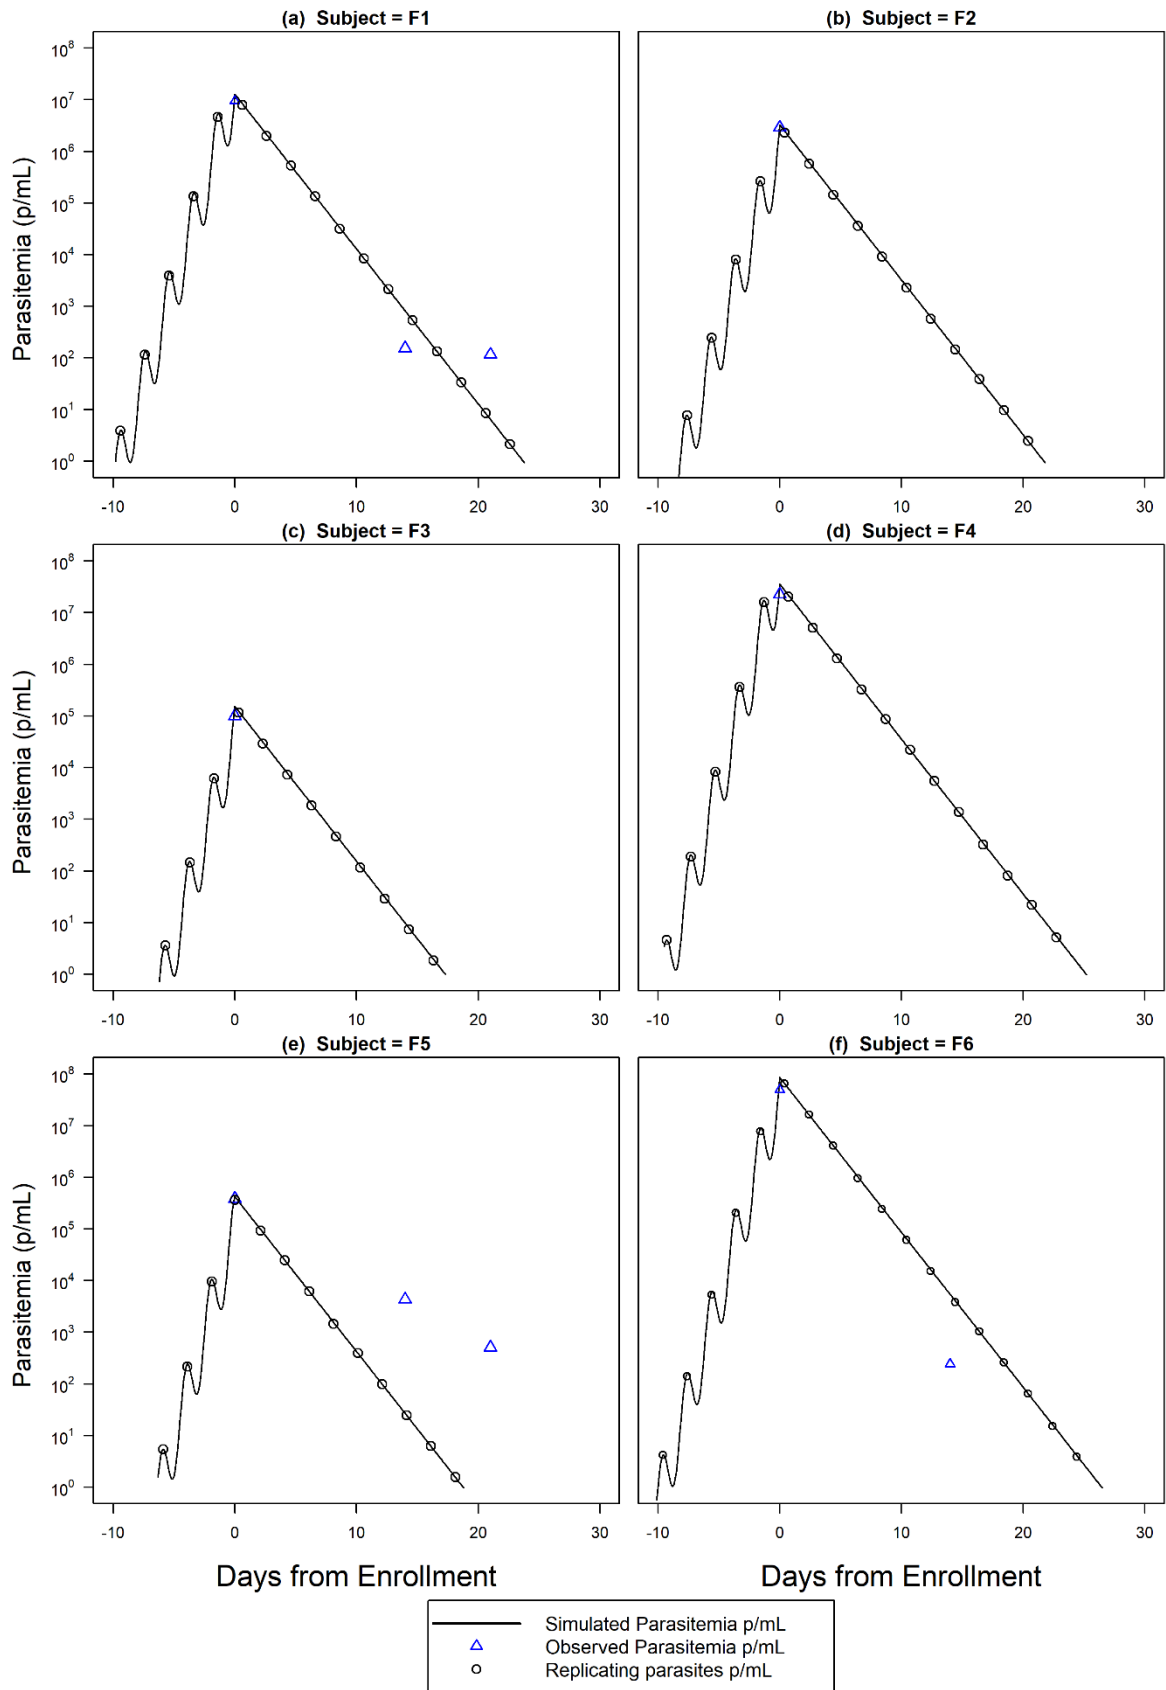 (a) Subject = F1
(b) Subject = F2
Parasitemia (p/mL)
10⁸
10⁷
10⁶
10⁵
10⁴
10³
10²
10¹
10⁰
-10 0 10 20 30
-10 0 10 20 30
(c) Subject = F3
(d) Subject = F4
Parasitemia (p/mL)
10⁸
10⁷
10⁶
10⁵
10⁴
10³
10²
10¹
10⁰
-10 0 10 20 30
-10 0 10 20 30
(e) Subject = F5
(f) Subject = F6
Parasitemia (p/mL)
10⁸
10⁷
10⁶
10⁵
10⁴
10³
10²
10¹
10⁰
-10 0 10 20 30
-10 0 10 20 30
Days from Enrollment
Days from Enrollment
Simulated Parasitemia p/mL
Observed Parasitemia p/mL
Replicating parasites p/mL